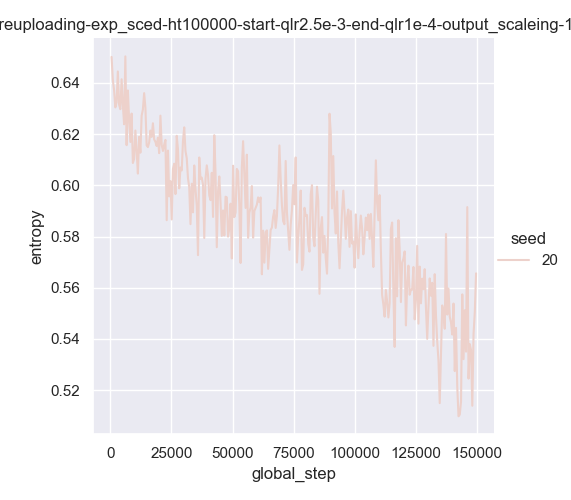 reuploading-exp_sced-ht100000-start-qlr2.5e-3-end-qlr1e-4-output_scaleing-1
entropy
0.64
0.62
0.60
0.58
0.56
0.54
0.52
0 25000 50000 75000 100000 125000 150000
global_step
seed
20